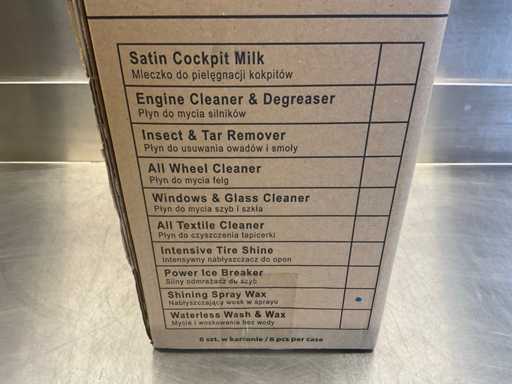 Satin Cockpit Milk
Mleczko do pielęgnacji kokpitów
Engine Cleaner & Degreaser
Płyn do mycia silników
Insect & Tar Remover
Płyn do usuwania owadów i smoły
All Wheel Cleaner
Płyn do mycia felg
Windows & Glass Cleaner
Płyn do mycia szyb i szkła
All Textile Cleaner
Płyn do czyszczenia tapicerki
Intensive Tire Shine
Intensywny nabłyszczacz do opon
Power Ice Breaker
Silny odmrażacz do szyb
Shining Spray Wax
Nabłyszczający wosk w sprayu
Waterless Wash & Wax
Mycie i woskowanie bez wody
6 szt. w kartonie / 6 pcs per case